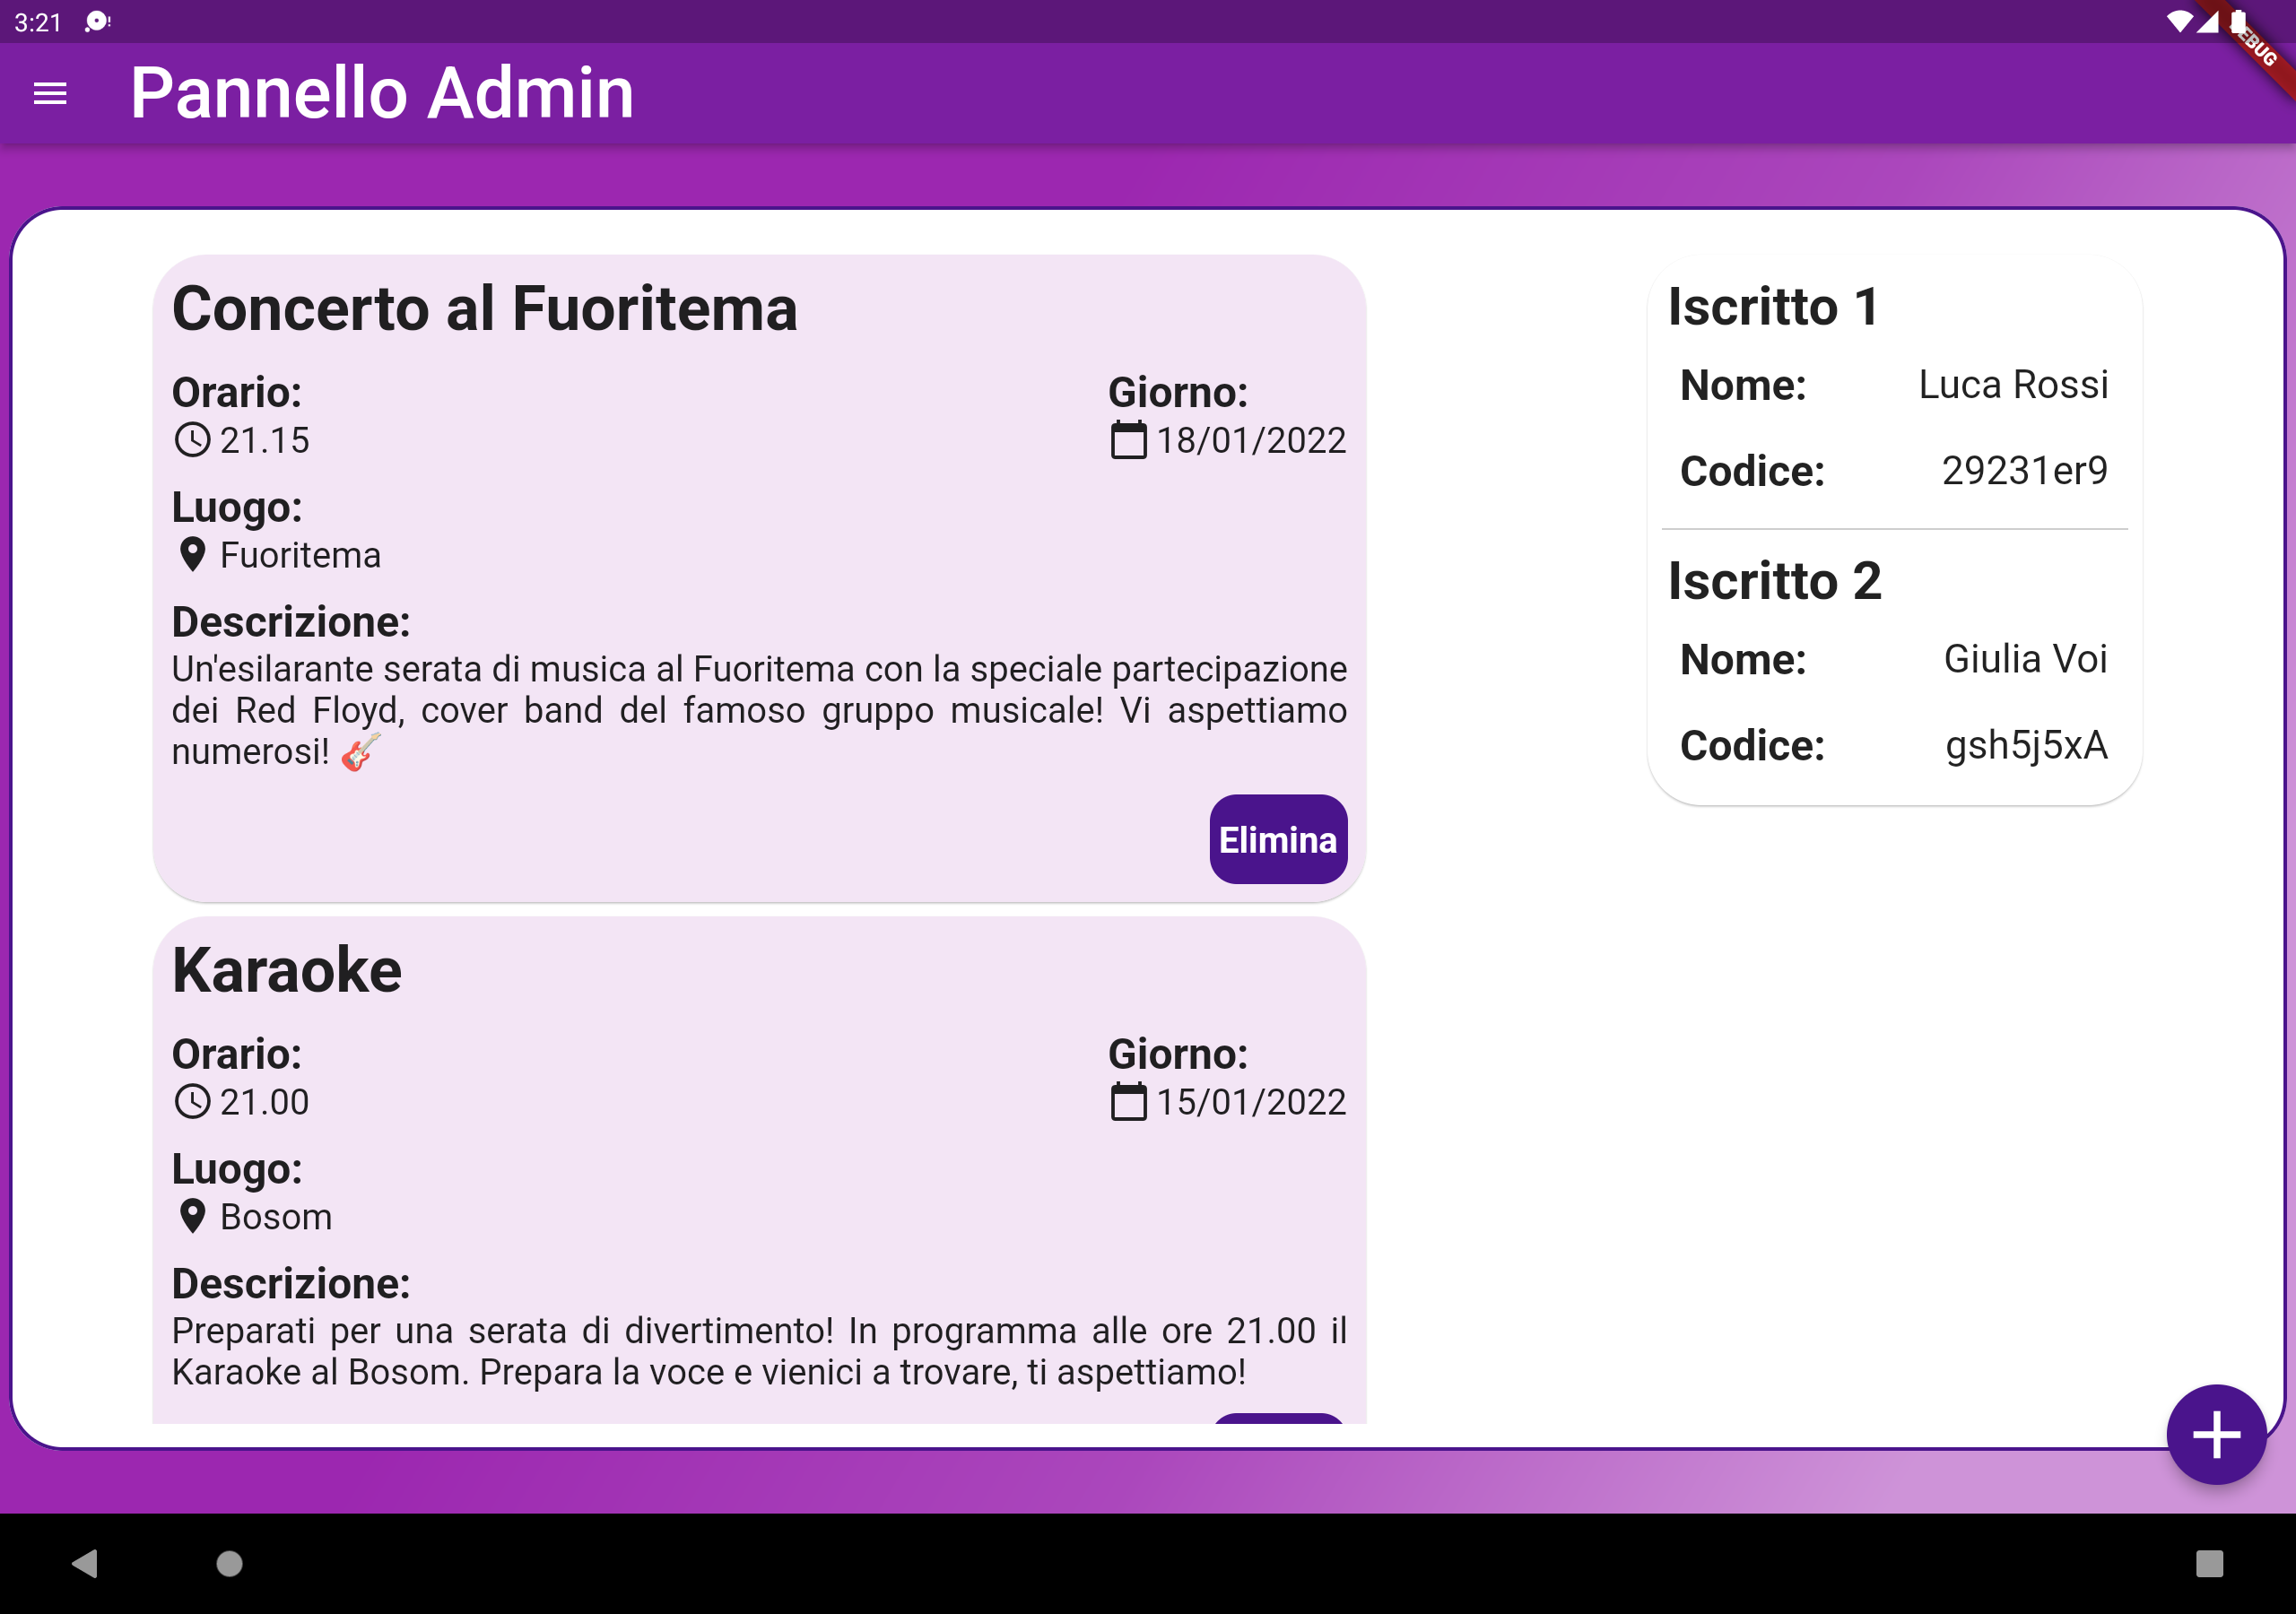 3:21
DEBUG
Pannello Admin
Concerto al Fuoritema
Orario:
21.15
Giorno:
18/01/2022
Luogo:
Fuoritema
Descrizione:
Un'esilarante serata di musica al Fuoritema con la speciale partecipazione
dei Red Floyd, cover band del famoso gruppo musicale! Vi aspettiamo
numerosi! 🎸
Elimina
Karaoke
Orario:
21.00
Giorno:
15/01/2022
Luogo:
Bosom
Descrizione:
Preparati per una serata di divertimento! In programma alle ore 21.00 il
Karaoke al Bosom. Prepara la voce e vienici a trovare, ti aspettiamo!
Iscritto 1
Nome: Luca Rossi
Codice: 29231er9
Iscritto 2
Nome: Giulia Voi
Codice: gsh5j5xA